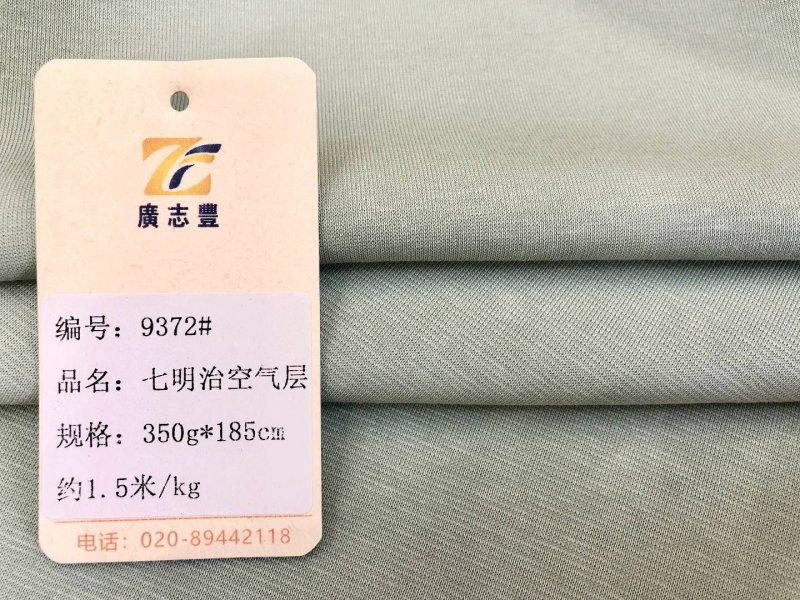 廣志豐
编号：9372#
品名：七明治空气层
规格：350g*185cm
约1.5米/kg
电话：020-89442118